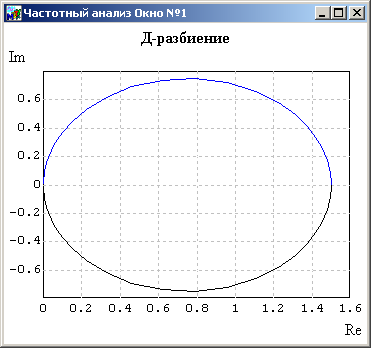 Частотный анализ Окно №1
Д-разбиение
Im
0.6
0.4
0.2
0
-0.2
-0.4
-0.6
0 0.2 0.4 0.6 0.8 1 1.2 1.4 1.6
Re